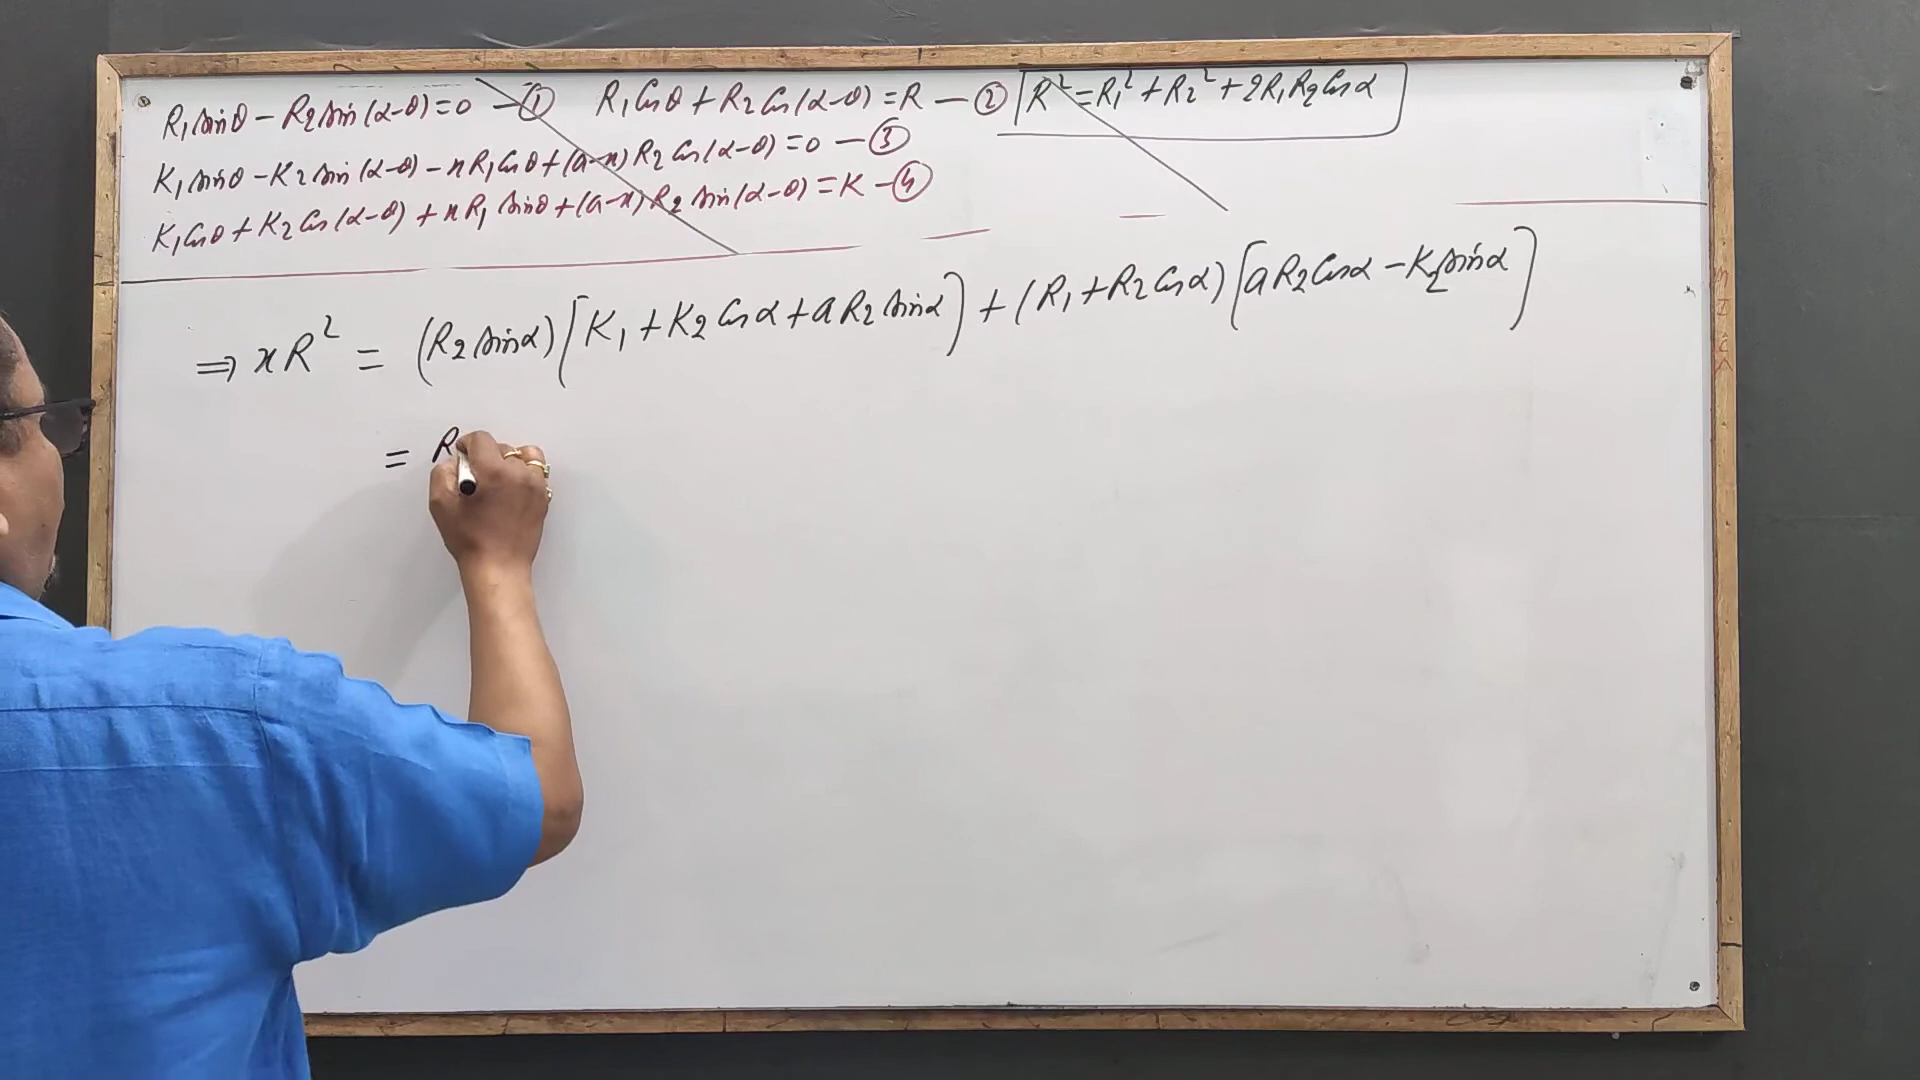 R₁ sinθ − R₂ sin(α−θ) = 0 — ① R₁ Cosθ + R₂ Cos(α−θ) = R — ② R² = R₁² + R₂² + 2R₁R₂ Cosα
K₁ sinθ − K₂ sin(α−θ) − xR₁ Cosθ + (a−x) R₂ Cos(α−θ) = 0 — ③
K₁ Cosθ + K₂ Cos(α−θ) + xR₁ sinθ + (a−x) R₂ sin(α−θ) = K — ④
⇒ xR² = (R₂ sinα) [K₁ + K₂ Cosα + aR₂ sinα] + (R₁ + R₂ Cosα) [aR₂ Cosα − K₂ sinα]
= R